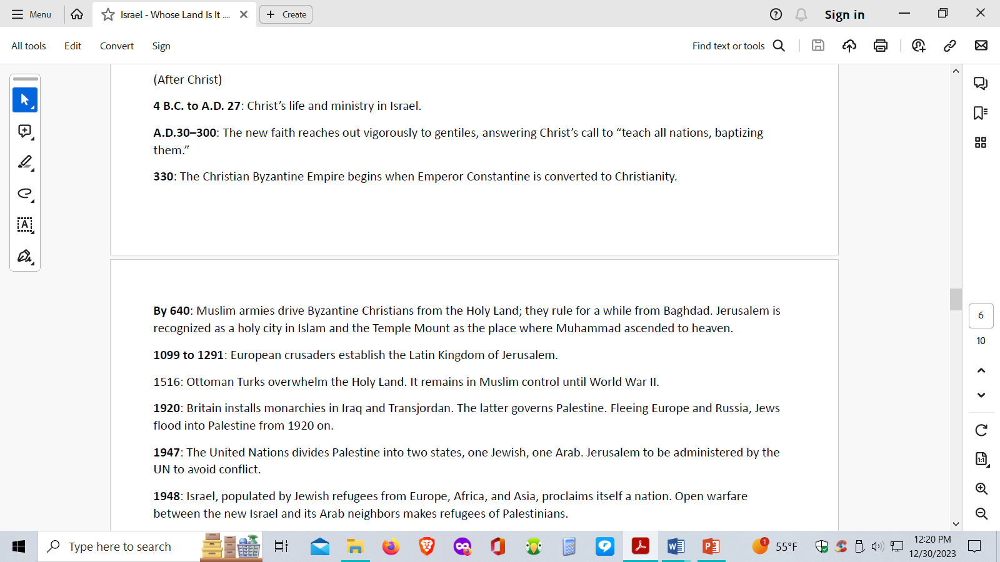 Menu
Israel - Whose Land Is It ....
Create
Sign in
All tools
Edit
Convert
Sign
Find text or tools
(After Christ)
4 B.C. to A.D. 27: Christ’s life and ministry in Israel.
A.D.30–300: The new faith reaches out vigorously to gentiles, answering Christ’s call to “teach all nations, baptizing
them.”
330: The Christian Byzantine Empire begins when Emperor Constantine is converted to Christianity.
By 640: Muslim armies drive Byzantine Christians from the Holy Land; they rule for a while from Baghdad. Jerusalem is
recognized as a holy city in Islam and the Temple Mount as the place where Muhammad ascended to heaven.
1099 to 1291: European crusaders establish the Latin Kingdom of Jerusalem.
1516: Ottoman Turks overwhelm the Holy Land. It remains in Muslim control until World War II.
1920: Britain installs monarchies in Iraq and Transjordan. The latter governs Palestine. Fleeing Europe and Russia, Jews
flood into Palestine from 1920 on.
1947: The United Nations divides Palestine into two states, one Jewish, one Arab. Jerusalem to be administered by the
UN to avoid conflict.
1948: Israel, populated by Jewish refugees from Europe, Africa, and Asia, proclaims itself a nation. Open warfare
between the new Israel and its Arab neighbors makes refugees of Palestinians.
6
10
1:1
Type here to search
1
55°F
12:20 PM
12/30/2023